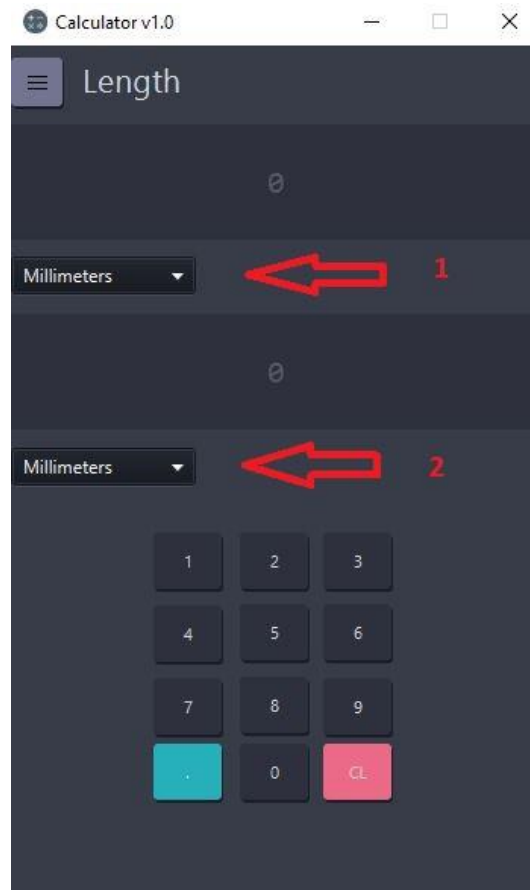 Calculator v1.0
Length
0
Millimeters 1
0
Millimeters 2
1 2 3
4 5 6
7 8 9
. 0 CL